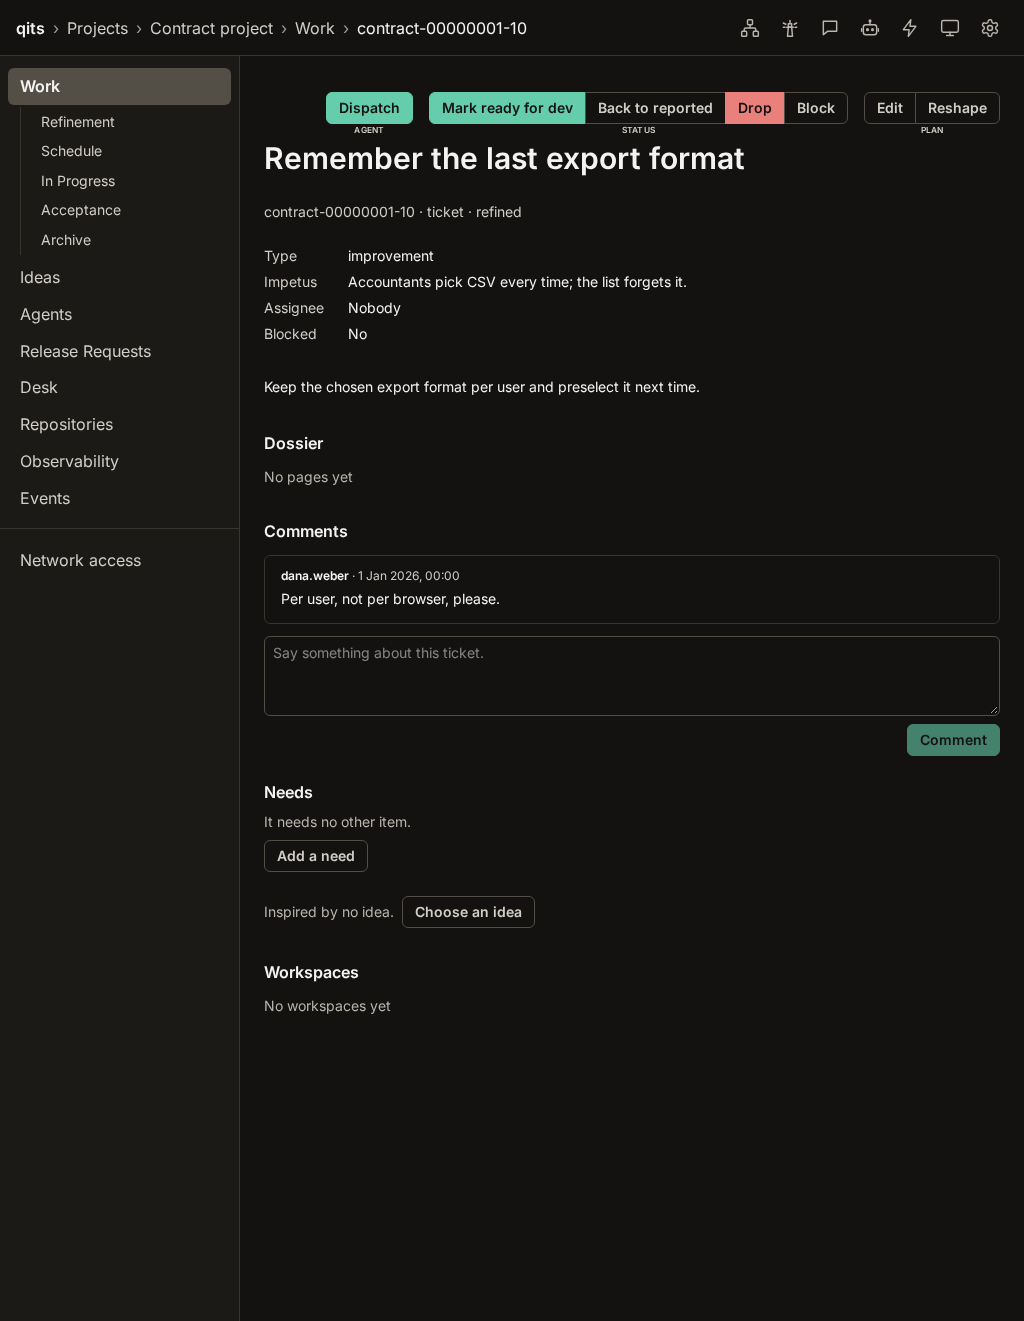 qits › Projects › Contract project › Work › contract-00000001-10
Work
Refinement
Schedule
In Progress
Acceptance
Archive
Ideas
Agents
Release Requests
Desk
Repositories
Observability
Events
Network access
Dispatch
AGENT
Mark ready for dev Back to reported Drop Block
STATUS
Edit Reshape
PLAN
Remember the last export format
contract-00000001-10 · ticket · refined
Type improvement
Impetus Accountants pick CSV every time; the list forgets it.
Assignee Nobody
Blocked No
Keep the chosen export format per user and preselect it next time.
Dossier
No pages yet
Comments
dana.weber · 1 Jan 2026, 00:00
Per user, not per browser, please.
Say something about this ticket.
Comment
Needs
It needs no other item.
Add a need
Inspired by no idea. Choose an idea
Workspaces
No workspaces yet